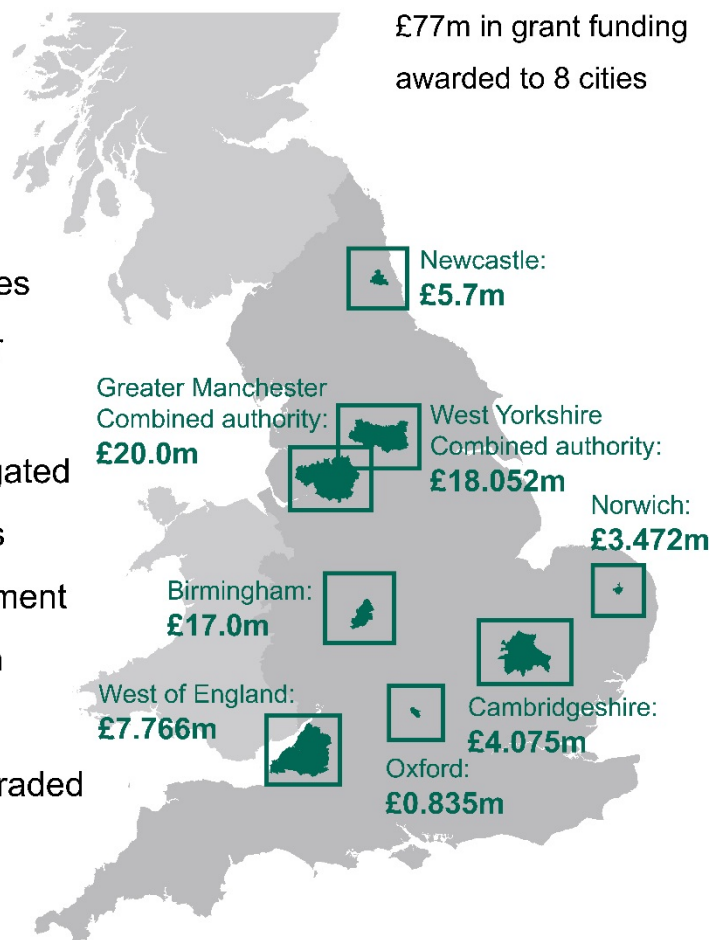 £77m in grant funding
awarded to 8 cities
Newcastle:
£5.7m
Greater Manchester
Combined authority:
£20.0m
West Yorkshire
Combined authority:
£18.052m
Norwich:
£3.472m
Birmingham:
£17.0m
West of England:
£7.766m
Cambridgeshire:
£4.075m
Oxford:
£0.835m